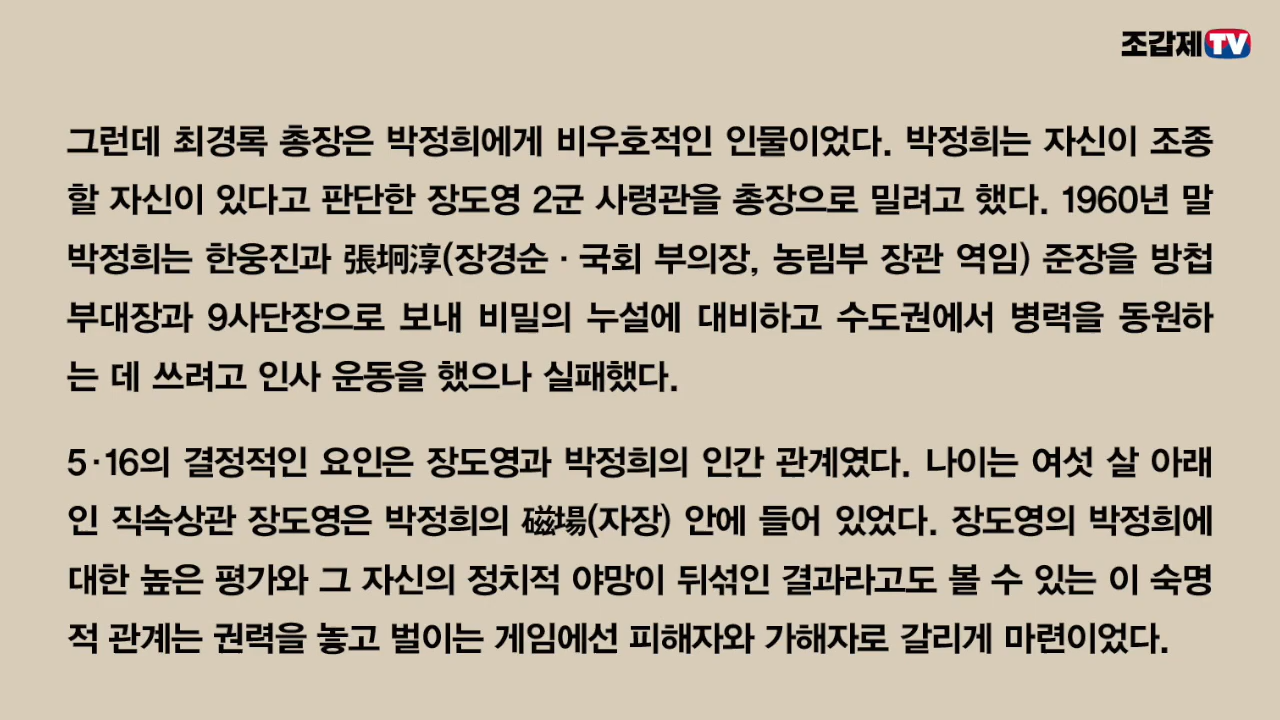 조갑제TV
그런데 최경록 총장은 박정희에게 비우호적인 인물이었다. 박정희는 자신이 조종
할 자신이 있다고 판단한 장도영 2군 사령관을 총장으로 밀려고 했다. 1960년 말
박정희는 한웅진과 張坰淳(장경순 · 국회 부의장, 농림부 장관 역임) 준장을 방첩
부대장과 9사단장으로 보내 비밀의 누설에 대비하고 수도권에서 병력을 동원하
는 데 쓰려고 인사 운동을 했으나 실패했다.
5·16의 결정적인 요인은 장도영과 박정희의 인간 관계였다. 나이는 여섯 살 아래
인 직속상관 장도영은 박정희의 磁場(자장) 안에 들어 있었다. 장도영의 박정희에
대한 높은 평가와 그 자신의 정치적 야망이 뒤섞인 결과라고도 볼 수 있는 이 숙명
적 관계는 권력을 놓고 벌이는 게임에선 피해자와 가해자로 갈리게 마련이었다.